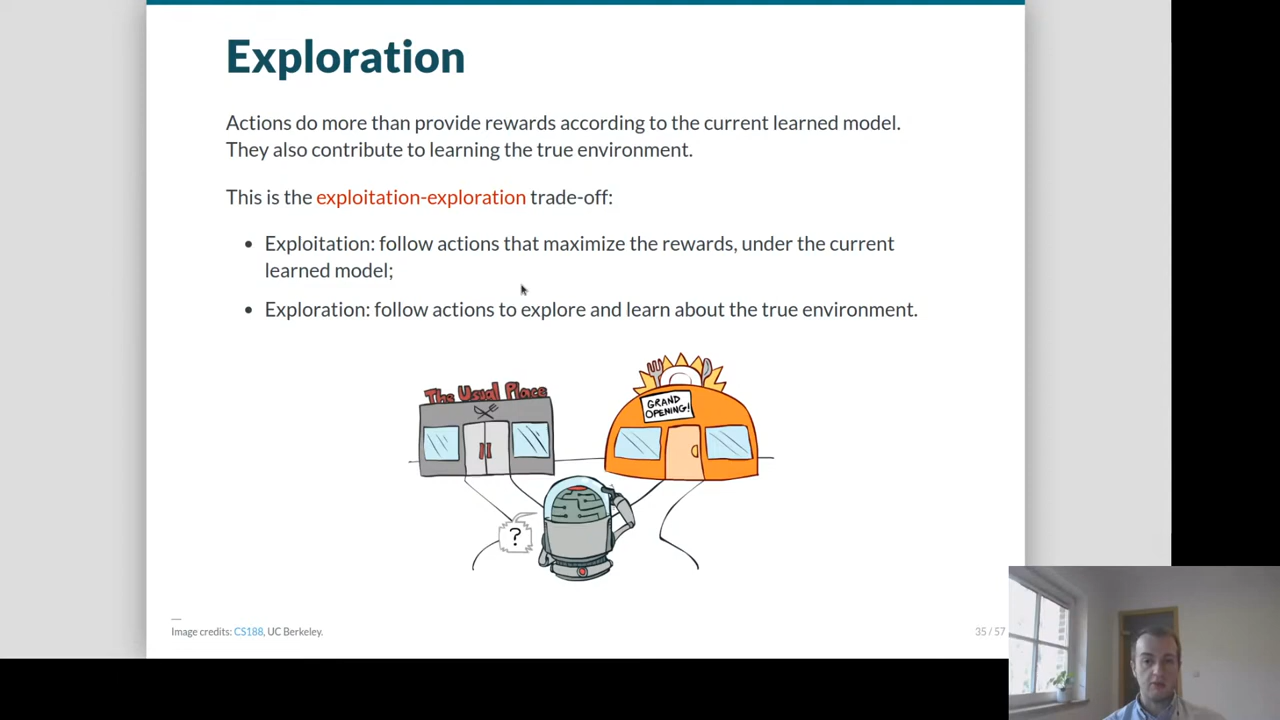 Exploration
Actions do more than provide rewards according to the current learned model.
They also contribute to learning the true environment.
This is the exploitation-exploration trade-off:
• Exploitation: follow actions that maximize the rewards, under the current
learned model;
• Exploration: follow actions to explore and learn about the true environment.
The Usual Place
GRAND
OPENING!
?
Image credits: CS188, UC Berkeley.
35 / 57